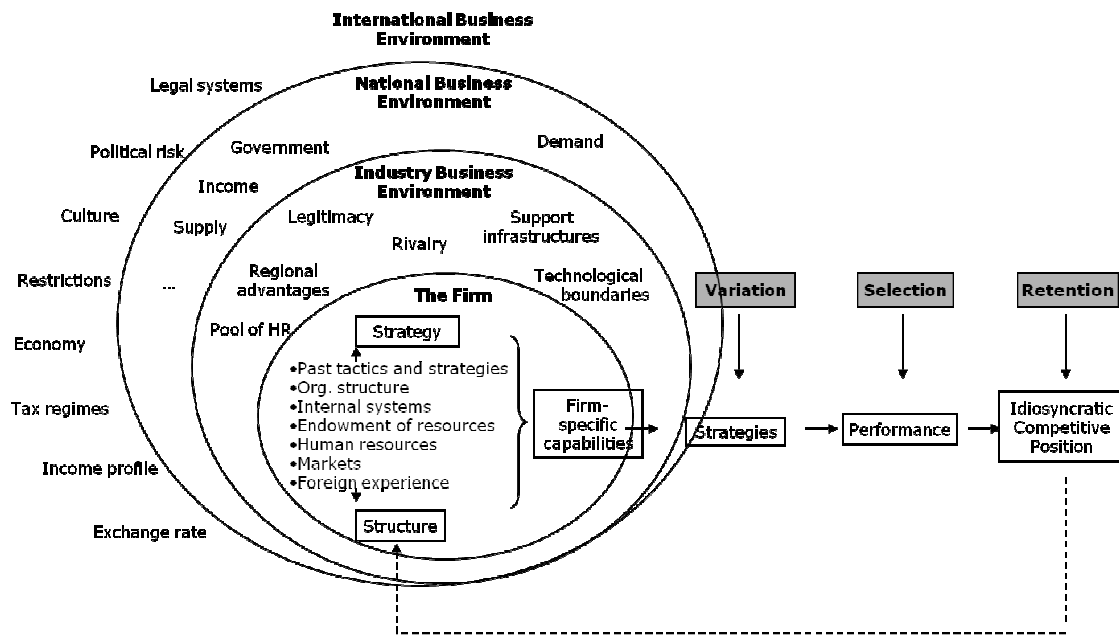 International Business
Environment
Legal systems
National Business
Environment
Political risk
Government
Demand
Income
Industry Business
Environment
Culture
Supply
Legitimacy
Support
infrastructures
Rivalry
Restrictions
...
Regional
advantages
Technological
boundaries
The Firm
Variation
Selection
Retention
Economy
Pool of HR
Strategy
•Past tactics and strategies
•Org. structure
•Internal systems
•Endowment of resources
•Human resources
•Markets
•Foreign experience
Structure
Firm-
specific
capabilities
Strategies
Performance
Idiosyncratic
Competitive
Position
Tax regimes
Income profile
Exchange rate